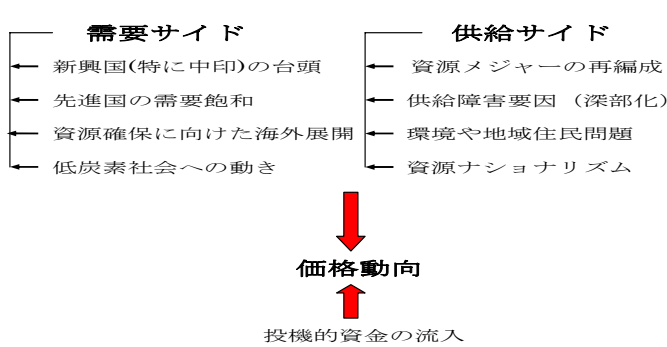 需要サイド
新興国(特に中印)の台頭
先進国の需要飽和
資源確保に向けた海外展開
低炭素社会への動き
供給サイド
資源メジャーの再編成
供給障害要因（深部化）
環境や地域住民問題
資源ナショナリズム
価格動向
投機的資金の流入